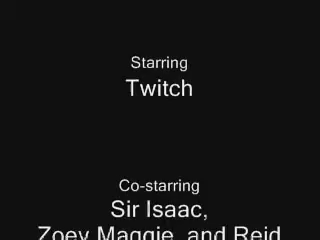 Starring
Twitch
Co-starring
Sir Isaac,
Zoey Maggie, and Reid